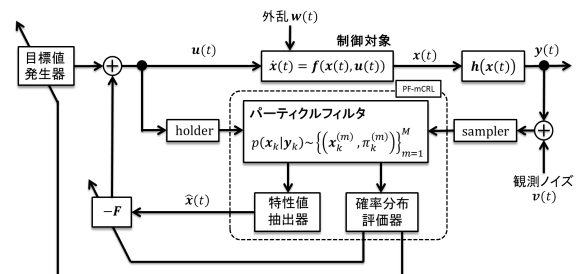 外乱 w(t)
制御対象
目標値
発生器
u(t)
ẋ(t) = f(x(t), u(t))
x(t)
h(x(t))
y(t)
PF-mCRL
パーティクルフィルタ
p(x_k|y_k)~{(x_k^(m), π_k^(m))}_{m=1}^M
holder
sampler
観測ノイズ
v(t)
−F
x̂(t)
特性値
抽出器
確率分布
評価器